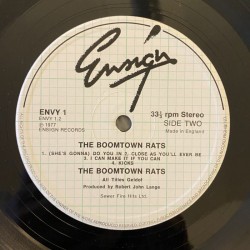 Ensign
ENVY 1
ENVY 1.2
℗ 1977
ENSIGN RECORDS
33⅓ rpm Stereo
SIDE TWO
Made in England
THE BOOMTOWN RATS
1. (SHE'S GONNA) DO YOU IN 2. CLOSE AS YOU'LL EVER BE
3. I CAN MAKE IT IF YOU CAN
4. KICKS
THE BOOMTOWN RATS
All Titles Geldof
Produced by Robert John Lange
Sewer Fire Hits Ltd.